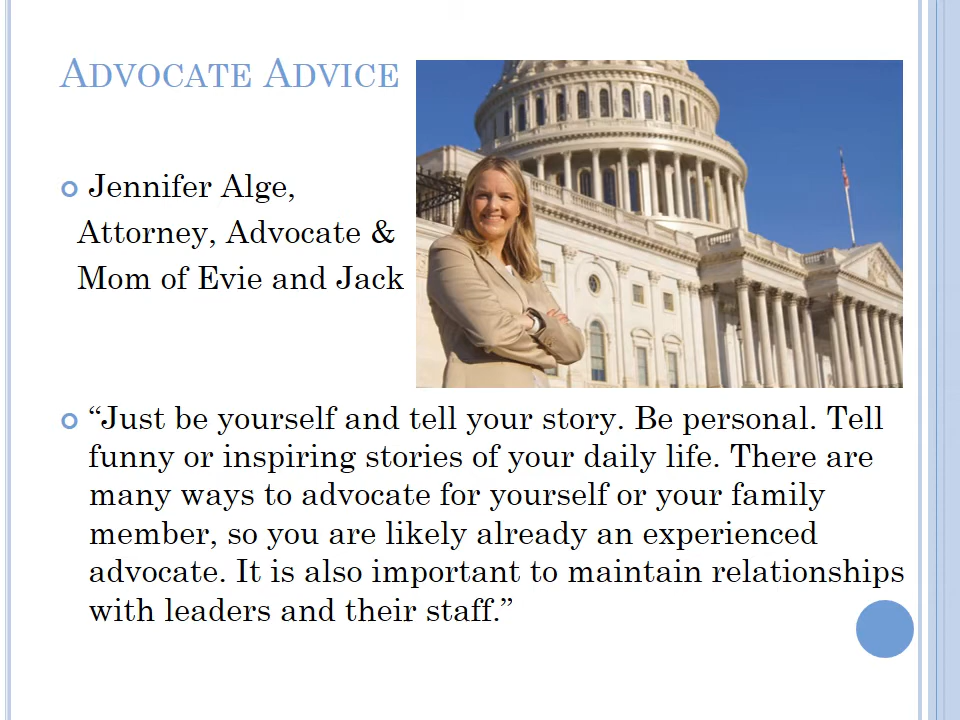 ADVOCATE ADVICE
Jennifer Alge,
Attorney, Advocate &
Mom of Evie and Jack
“Just be yourself and tell your story. Be personal. Tell
funny or inspiring stories of your daily life. There are
many ways to advocate for yourself or your family
member, so you are likely already an experienced
advocate. It is also important to maintain relationships
with leaders and their staff.”